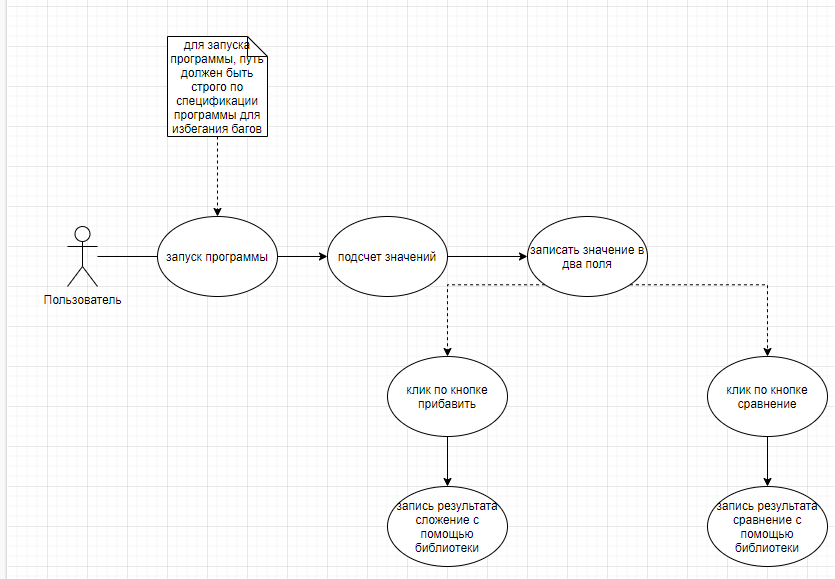 для запуска
программы, путь
должен быть
строго по
спецификации
программы для
избегания багов
Пользователь
запуск программы
подсчет значений
записать значение в
два поля
клик по кнопке
прибавить
клик по кнопке
сравнение
запись результата
сложение с
помощью
библиотеки
запись результата
сравнение с
помощью
библиотеки